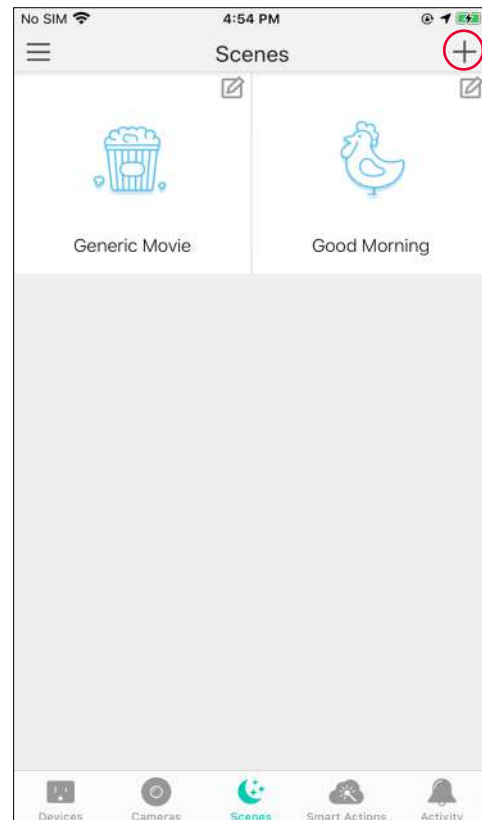 No SIM 4:54 PM
Scenes
Generic Movie Good Morning
Devices Cameras Scenes Smart Actions Activity